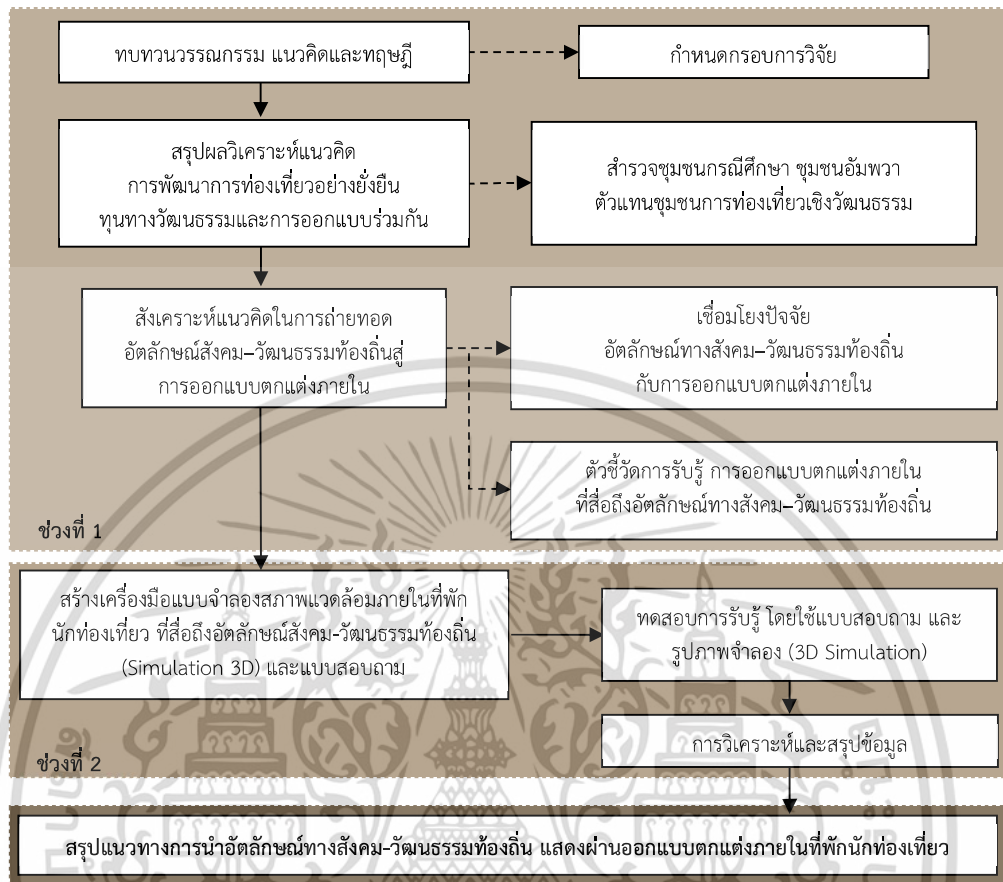 ทบทวนวรรณกรรม แนวคิดและทฤษฎี
กำหนดกรอบการวิจัย
สรุปผลวิเคราะห์แนวคิด
การพัฒนาการท่องเที่ยวอย่างยั่งยืน
ทุนทางวัฒนธรรมและการออกแบบร่วมกัน
สำรวจชุมชนกรณีศึกษา ชุมชนอัมพวา
ตัวแทนชุมชนการท่องเที่ยวเชิงวัฒนธรรม
สังเคราะห์แนวคิดในการถ่ายทอด
อัตลักษณ์สังคม–วัฒนธรรมท้องถิ่นสู่
การออกแบบตกแต่งภายใน
เชื่อมโยงปัจจัย
อัตลักษณ์ทางสังคม–วัฒนธรรมท้องถิ่น
กับการออกแบบตกแต่งภายใน
ตัวชี้วัดการรับรู้ การออกแบบตกแต่งภายใน
ที่สื่อถึงอัตลักษณ์ทางสังคม–วัฒนธรรมท้องถิ่น
ช่วงที่ 1
สร้างเครื่องมือแบบจำลองสภาพแวดล้อมภายในที่พัก
นักท่องเที่ยว ที่สื่อถึงอัตลักษณ์สังคม-วัฒนธรรมท้องถิ่น
(Simulation 3D) และแบบสอบถาม
ทดสอบการรับรู้ โดยใช้แบบสอบถาม และ
รูปภาพจำลอง (3D Simulation)
การวิเคราะห์และสรุปข้อมูล
ช่วงที่ 2
สรุปแนวทางการนำอัตลักษณ์ทางสังคม-วัฒนธรรมท้องถิ่น แสดงผ่านออกแบบตกแต่งภายในที่พักนักท่องเที่ยว